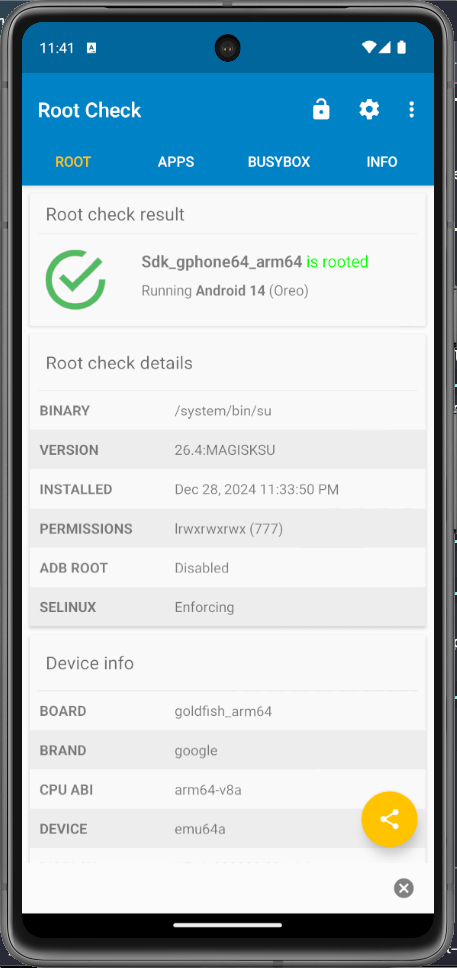 11:41 A
Root Check
ROOT APPS BUSYBOX INFO
Root check result
Sdk_gphone64_arm64 is rooted
Running Android 14 (Oreo)
Root check details
BINARY /system/bin/su
VERSION 26.4:MAGISKSU
INSTALLED Dec 28, 2024 11:33:50 PM
PERMISSIONS lrwxrwxrwx (777)
ADB ROOT Disabled
SELINUX Enforcing
Device info
BOARD goldfish_arm64
BRAND google
CPU ABI arm64-v8a
DEVICE emu64a